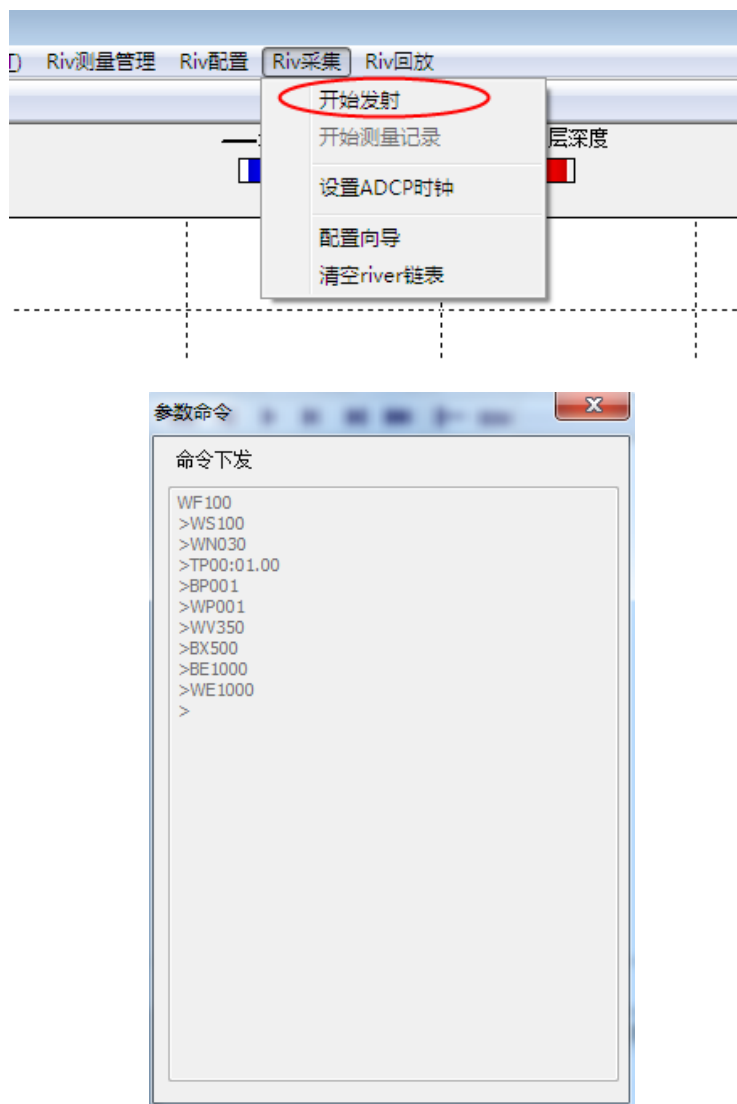 Riv测量管理 Riv配置 Riv采集 Riv回放
开始发射
开始测量记录
层深度
设置ADCP时钟
配置向导
清空river链表
参数命令
命令下发
WF100
>WS100
>WN030
>TP00:01.00
>BP001
>WP001
>WV350
>BX500
>BE1000
>WE1000
>